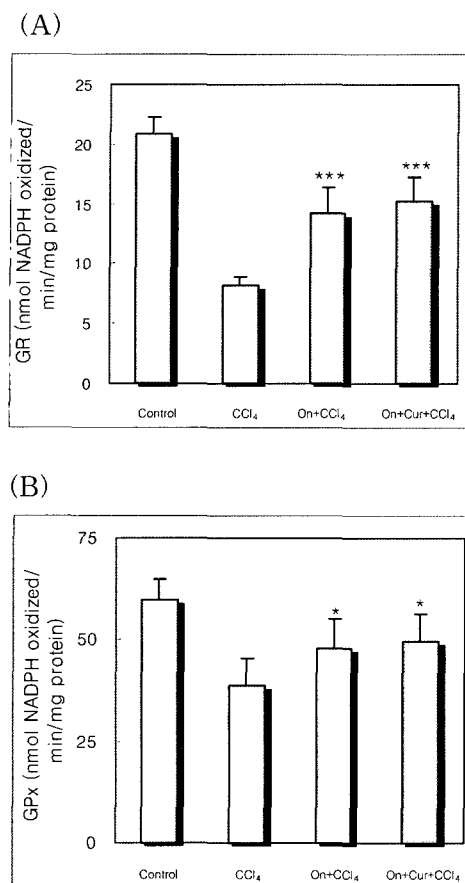 (A)
25
20
15
10
5
0
GR (nmol NADPH oxidized/
min/mg protein)
***
***
Control
CCl₄
On+CCl₄
On+Cur+CCl₄
(B)
75
50
25
0
GPx (nmol NADPH oxidized/
min/mg protein)
*
*
Control
CCl₄
On+CCl₄
On+Cur+CCl₄